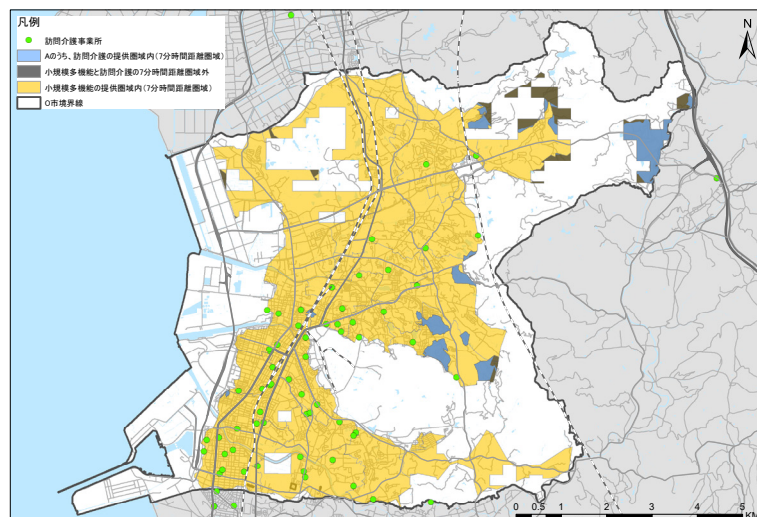 凡例
訪問介護事業所
Aのうち、訪問介護の提供圏域内(7分時間距離圏域)
小規模多機能と訪問介護の7分時間距離圏域外
小規模多機能の提供圏域内(7分時間距離圏域)
O市境界線
N
0 0.5 1 2 3 4 5
KM